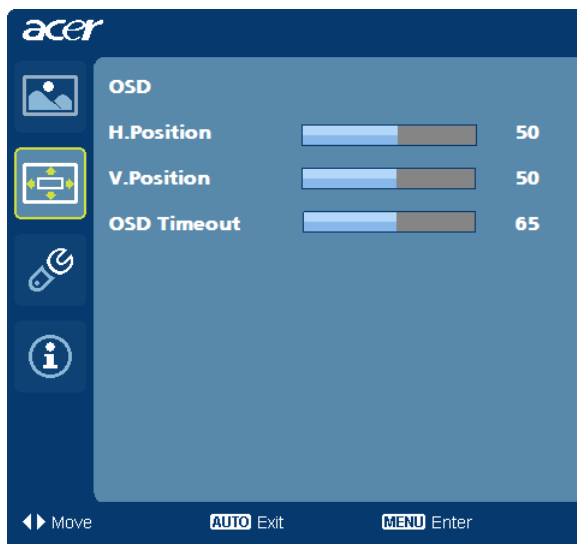 acer
OSD
H.Position 50
V.Position 50
OSD Timeout 65
Move AUTO Exit MENU Enter